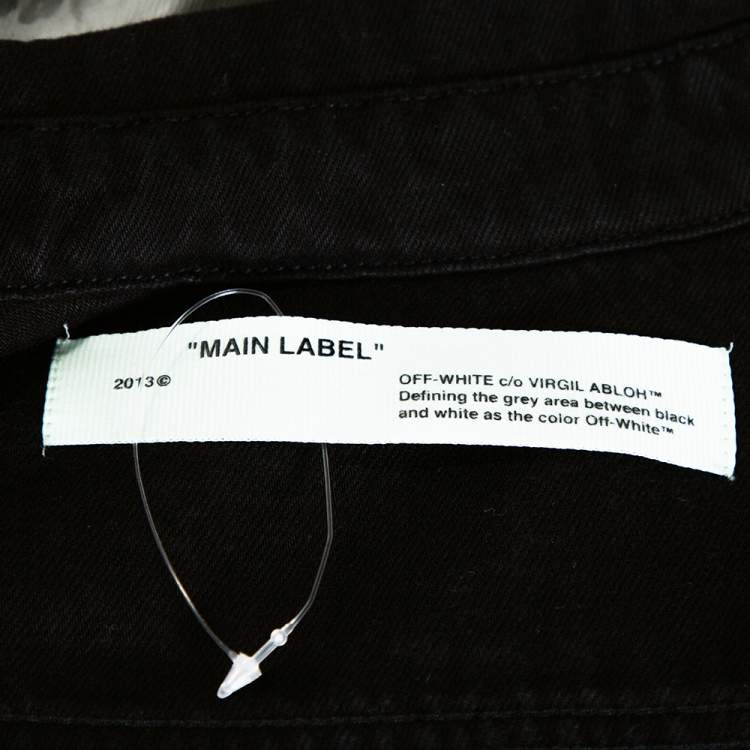 "MAIN LABEL"
2013©
OFF-WHITE c/o VIRGIL ABLOH™
Defining the grey area between black
and white as the color Off-White™